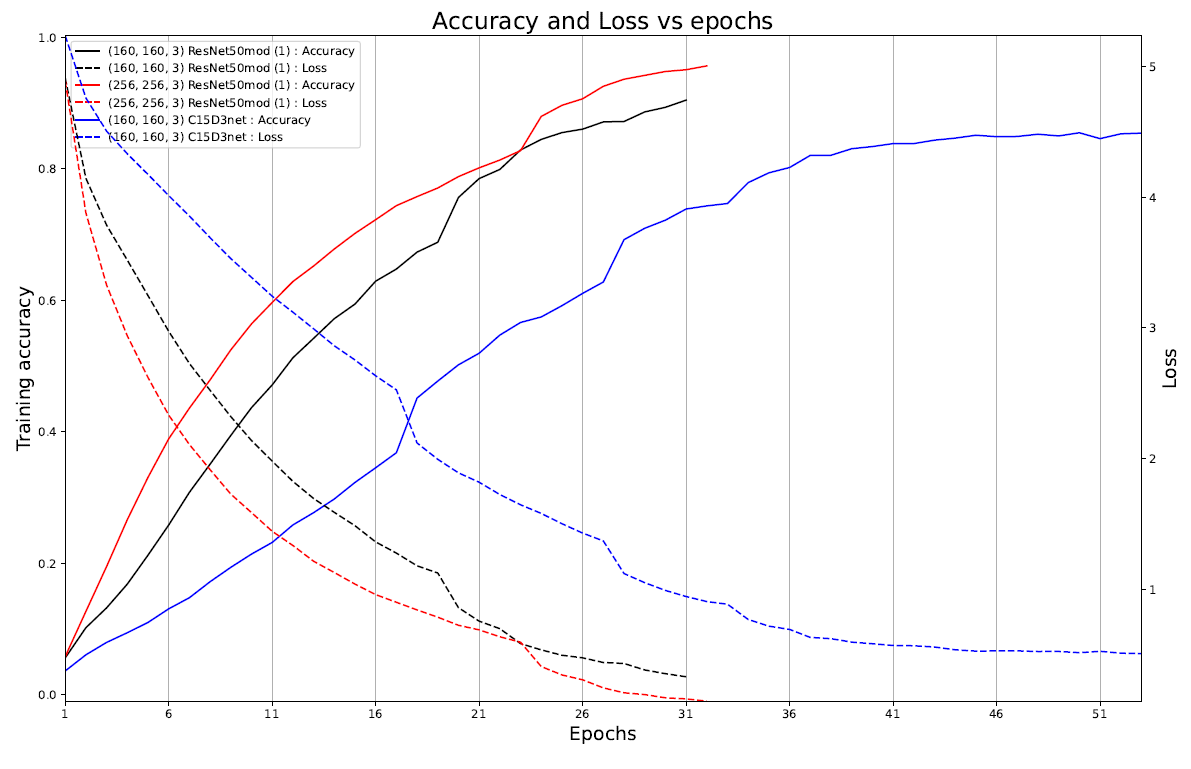 Accuracy and Loss vs epochs
(160, 160, 3) ResNet50mod (1) : Accuracy
(160, 160, 3) ResNet50mod (1) : Loss
(256, 256, 3) ResNet50mod (1) : Accuracy
(256, 256, 3) ResNet50mod (1) : Loss
(160, 160, 3) C15D3net : Accuracy
(160, 160, 3) C15D3net : Loss
1.0
0.8
0.6
0.4
0.2
0.0
Training accuracy
5
4
3
2
1
Loss
1 6 11 16 21 26 31 36 41 46 51
Epochs